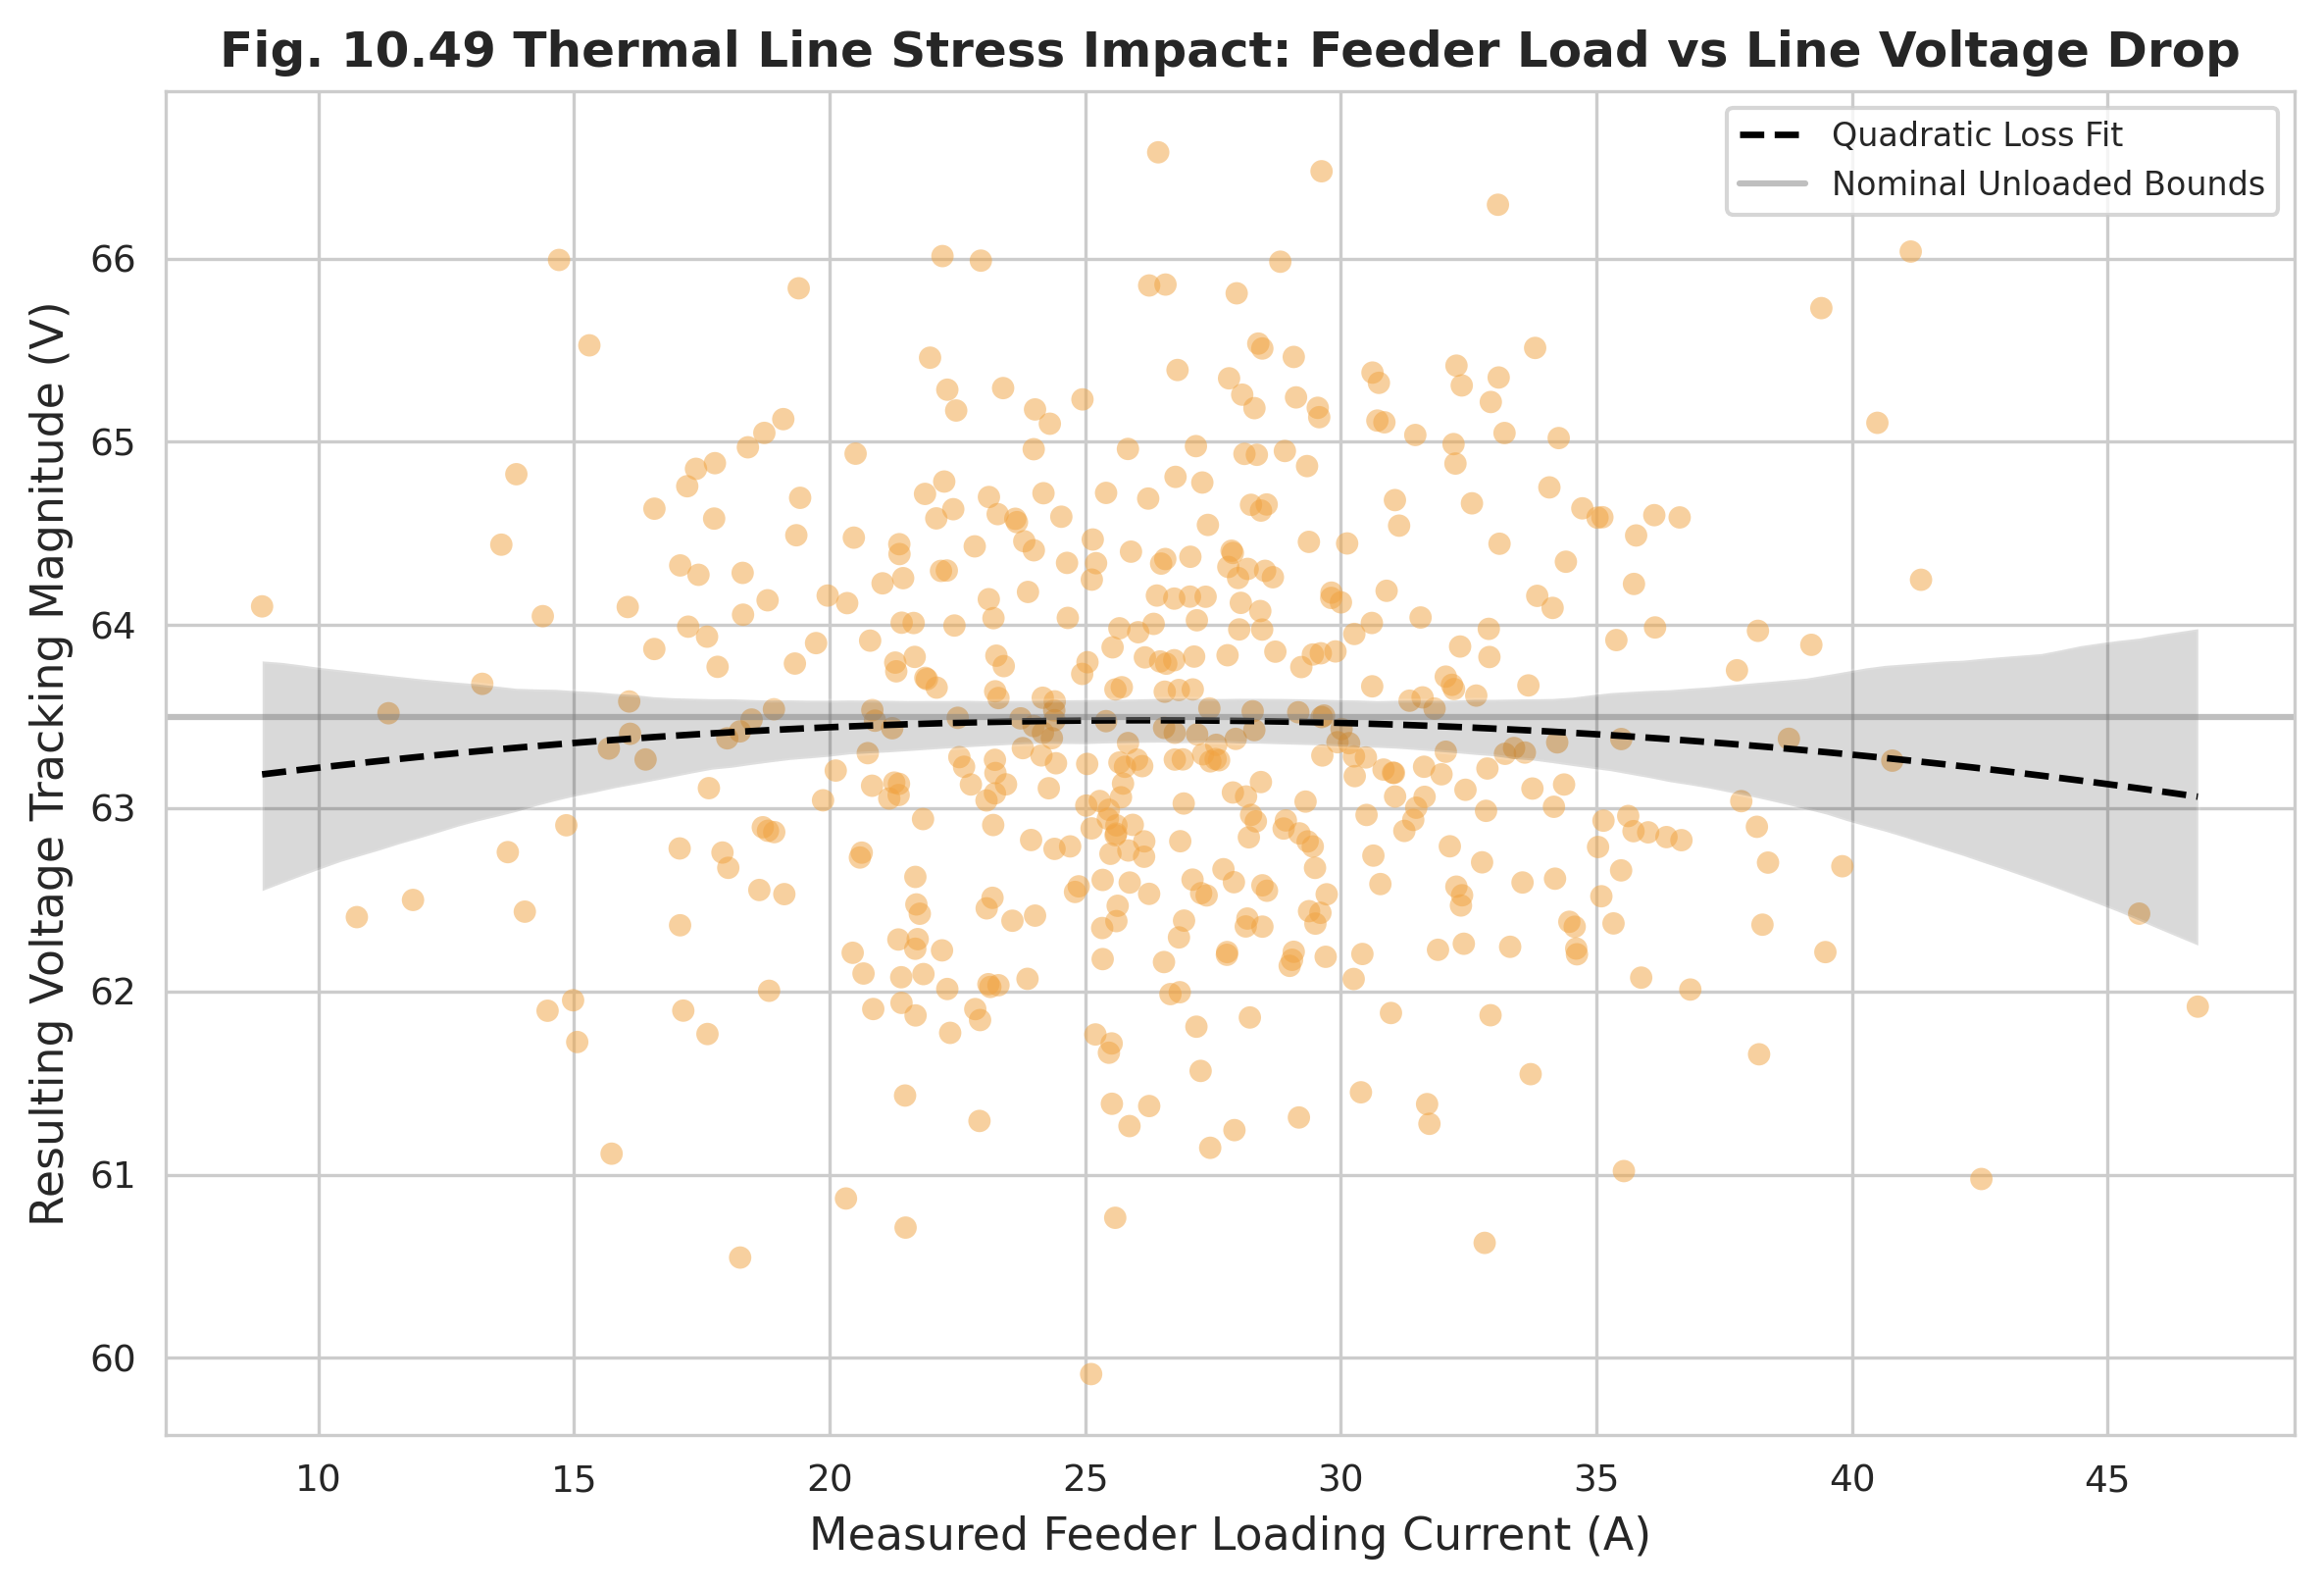 Fig. 10.49 Thermal Line Stress Impact: Feeder Load vs Line Voltage Drop
Quadratic Loss Fit
Nominal Unloaded Bounds
Resulting Voltage Tracking Magnitude (V)
66
65
64
63
62
61
60
10 15 20 25 30 35 40 45
Measured Feeder Loading Current (A)